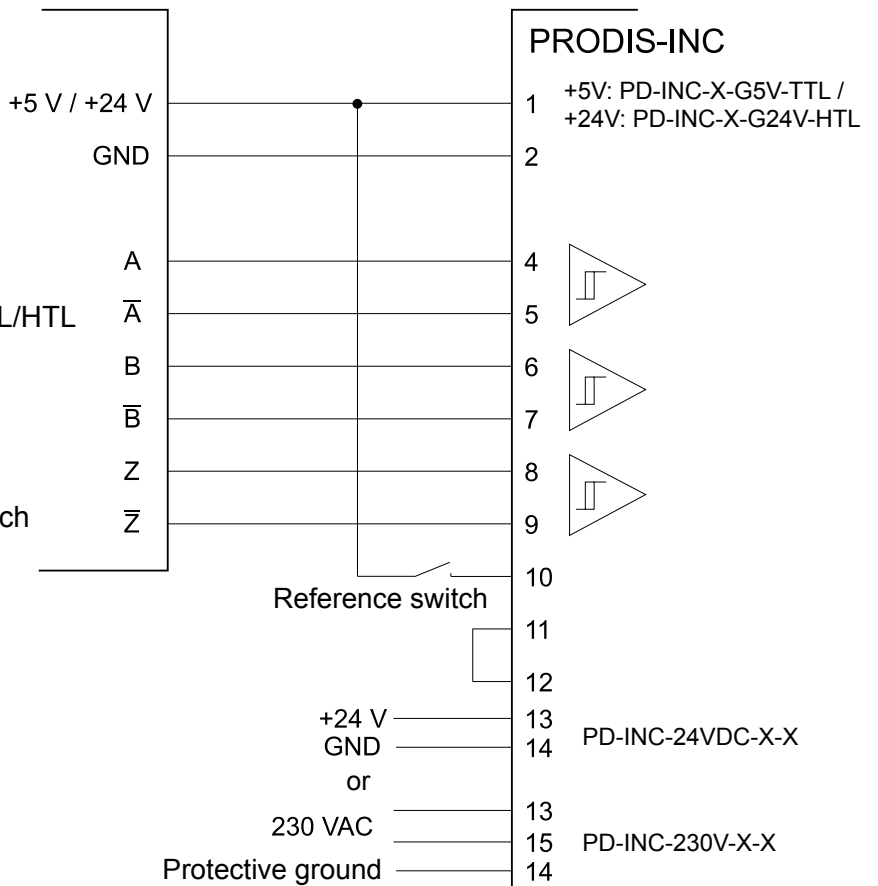 PRODIS-INC
+5 V / +24 V
1
+5V: PD-INC-X-G5V-TTL /
+24V: PD-INC-X-G24V-HTL
GND
2
A
4
L/HTL
A̅
5
B
6
B̅
7
Z
8
ch
Z̅
9
10
Reference switch
11
12
+24 V
13
GND
14
PD-INC-24VDC-X-X
or
13
230 VAC
15
PD-INC-230V-X-X
Protective ground
14